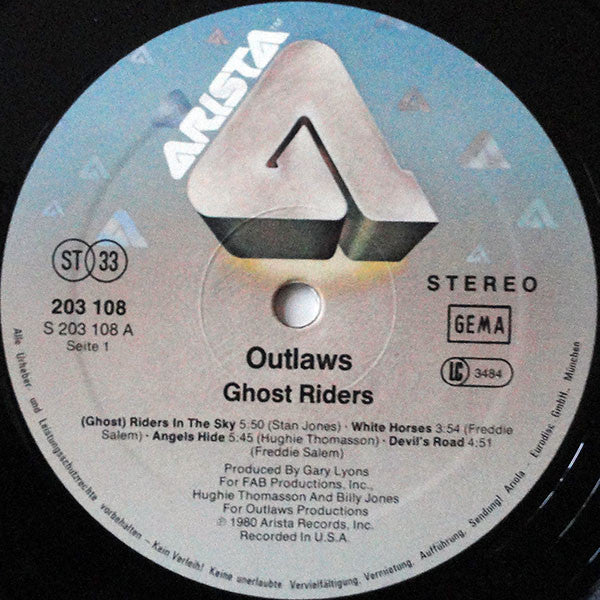 ARISTA
ST 33
203 108
S 203 108 A
Seite 1
STEREO
GEMA
LC 3484
Outlaws
Ghost Riders
(Ghost) Riders In The Sky 5:50 (Stan Jones) · White Horses 3:54 (Freddie
Salem) · Angels Hide 5:45 (Hughie Thomasson) · Devil's Road 4:51
(Freddie Salem)
Produced By Gary Lyons
For FAB Productions, Inc.,
Hughie Thomasson And Billy Jones
For Outlaws Productions
℗ 1980 Arista Records, Inc.
Recorded In U.S.A.
Alle Urheber und Leistungsschutzrechte vorbehalten – Kein Verleih! Keine unerlaubte Vervielfältigung, Vermietung, Aufführung, Sendung! Ariola Eurodisc GmbH, München